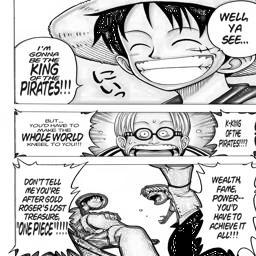 WELL,
YA
SEE...
I'M
GONNA
BE THE
KING
OF THE
PIRATES!!!
にいっ
K-KING
OF THE
PIRATES!???
BUT...
YOU'D HAVE TO
MAKE THE
WHOLE WORLD
KNEEL TO YOU!!!
WEALTH,
FAME,
POWER--
YOU'D
HAVE TO
ACHIEVE IT
ALL!!!
DON'T TELL
ME YOU'RE
AFTER GOLD
ROGER'S LOST
TREASURE,
"ONE PIECE"!!!!!